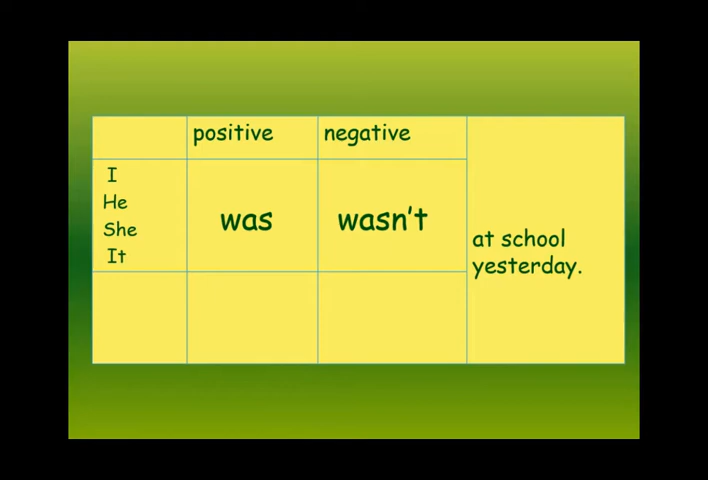 positive negative
I
He
She
It
was wasn't
at school
yesterday.